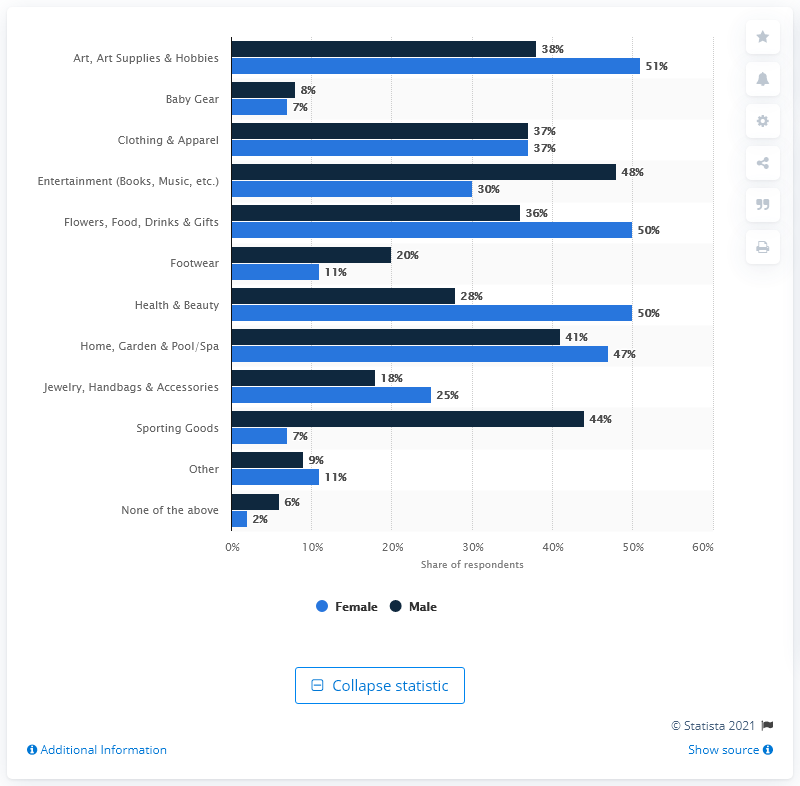 Art, Art Supplies & Hobbies
38%
51%
Baby Gear
8%
7%
Clothing & Apparel
37%
37%
Entertainment (Books, Music, etc.)
48%
30%
Flowers, Food, Drinks & Gifts
36%
50%
Footwear
20%
11%
Health & Beauty
28%
50%
Home, Garden & Pool/Spa
41%
47%
Jewelry, Handbags & Accessories
18%
25%
Sporting Goods
44%
7%
Other
9%
11%
None of the above
6%
2%
0% 10% 20% 30% 40% 50% 60%
Share of respondents
Female Male
Collapse statistic
© Statista 2021
Additional Information Show source